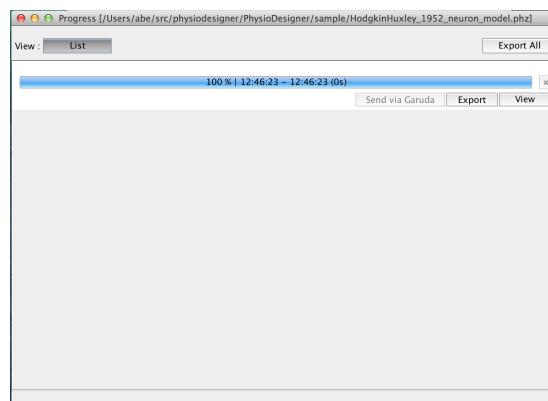 Progress [/Users/abe/src/physiodesigner/PhysioDesigner/sample/HodgkinHuxley_1952_neuron_model.phz]
View : List Export All
100 % | 12:46:23 – 12:46:23 (0s)
Send via Garuda Export View